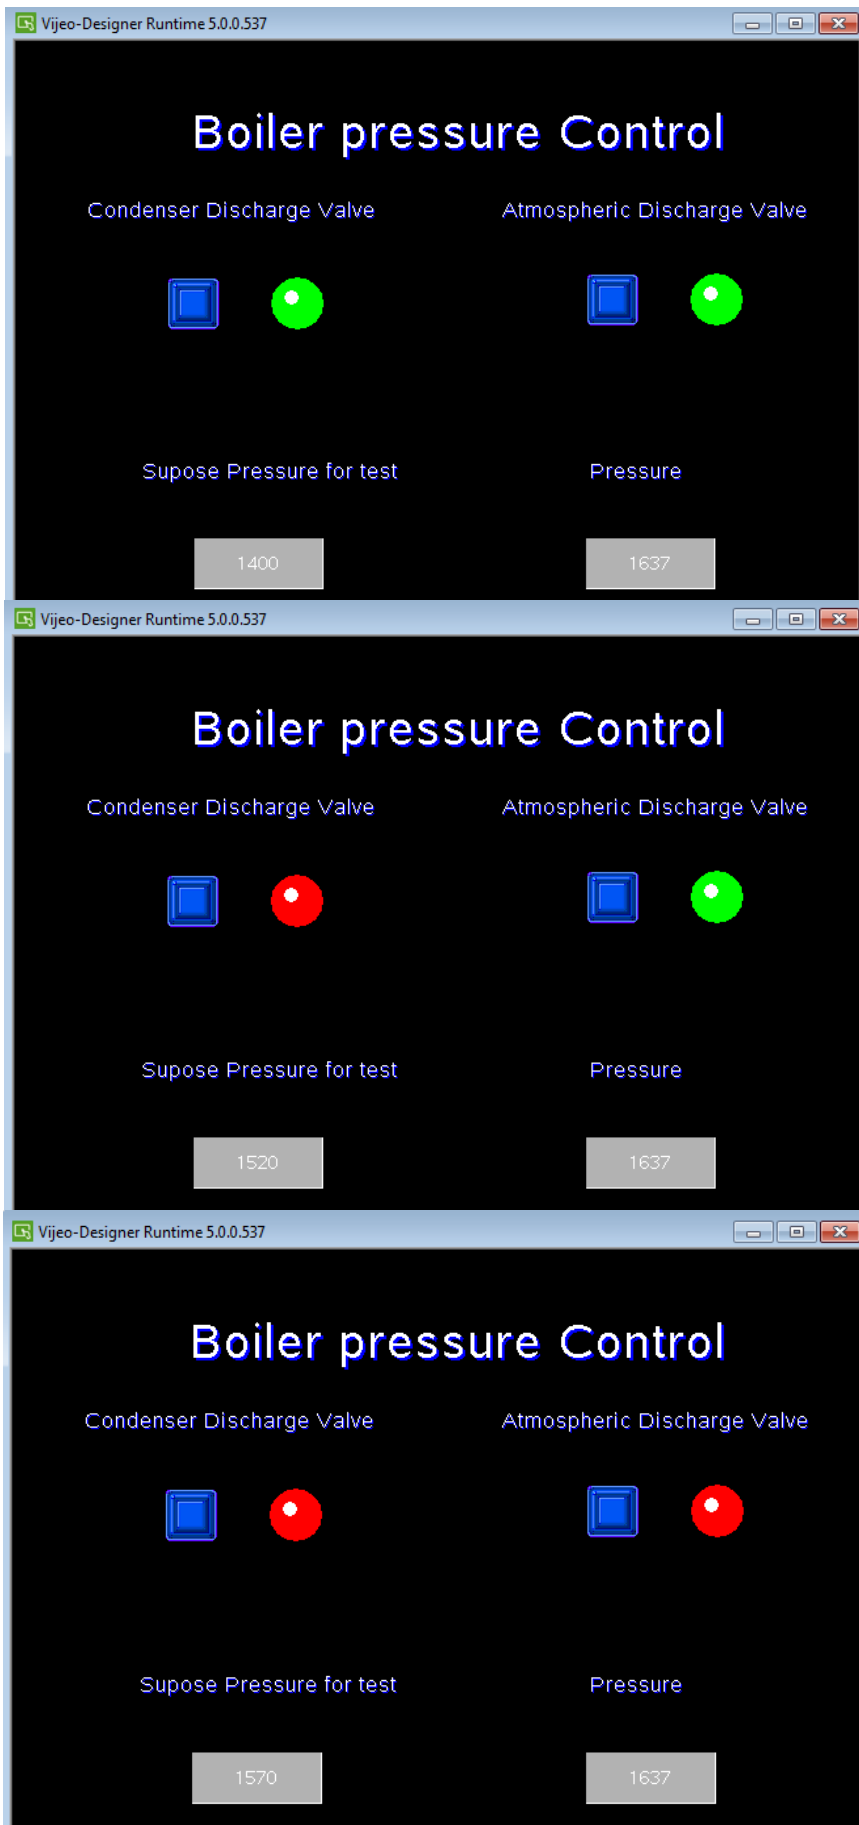 Vijeo-Designer Runtime 5.0.0.537
Boiler pressure Control
Condenser Discharge Valve Atmospheric Discharge Valve
Supose Pressure for test Pressure
1400 1637
Vijeo-Designer Runtime 5.0.0.537
Boiler pressure Control
Condenser Discharge Valve Atmospheric Discharge Valve
Supose Pressure for test Pressure
1520 1637
Vijeo-Designer Runtime 5.0.0.537
Boiler pressure Control
Condenser Discharge Valve Atmospheric Discharge Valve
Supose Pressure for test Pressure
1570 1637